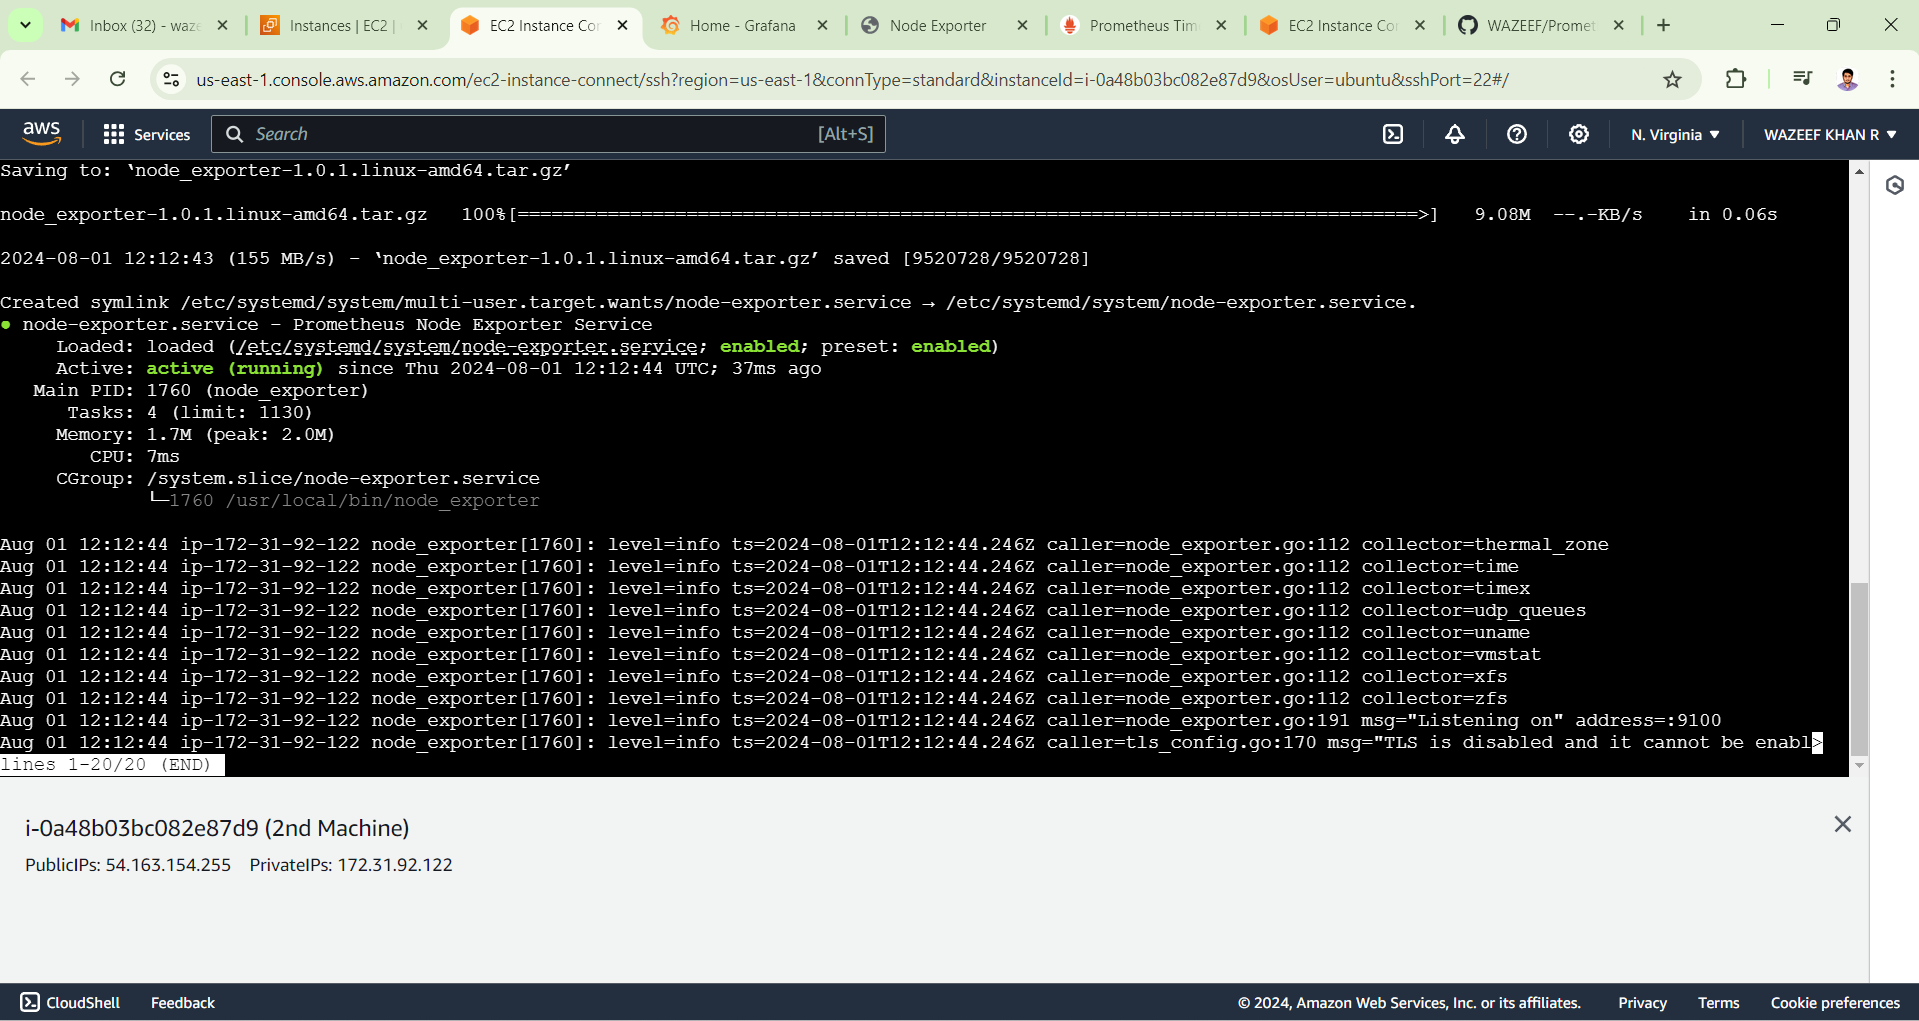 Inbox (32) - waze
Instances | EC2 |
EC2 Instance Con
Home - Grafana
Node Exporter
Prometheus Time
EC2 Instance Con
WAZEEF/Promet
us-east-1.console.aws.amazon.com/ec2-instance-connect/ssh?region=us-east-1&connType=standard&instanceId=i-0a48b03bc082e87d9&osUser=ubuntu&sshPort=22#/
aws
Services
Search
[Alt+S]
N. Virginia
WAZEEF KHAN R
Saving to: ‘node_exporter-1.0.1.linux-amd64.tar.gz’
node_exporter-1.0.1.linux-amd64.tar.gz 100%[================================================================================>] 9.08M --.-KB/s in 0.06s
2024-08-01 12:12:43 (155 MB/s) - ‘node_exporter-1.0.1.linux-amd64.tar.gz’ saved [9520728/9520728]
Created symlink /etc/systemd/system/multi-user.target.wants/node-exporter.service → /etc/systemd/system/node-exporter.service.
● node-exporter.service - Prometheus Node Exporter Service
Loaded: loaded (/etc/systemd/system/node-exporter.service; enabled; preset: enabled)
Active: active (running) since Thu 2024-08-01 12:12:44 UTC; 37ms ago
Main PID: 1760 (node_exporter)
Tasks: 4 (limit: 1130)
Memory: 1.7M (peak: 2.0M)
CPU: 7ms
CGroup: /system.slice/node-exporter.service
└─1760 /usr/local/bin/node_exporter
Aug 01 12:12:44 ip-172-31-92-122 node_exporter[1760]: level=info ts=2024-08-01T12:12:44.246Z caller=node_exporter.go:112 collector=thermal_zone
Aug 01 12:12:44 ip-172-31-92-122 node_exporter[1760]: level=info ts=2024-08-01T12:12:44.246Z caller=node_exporter.go:112 collector=time
Aug 01 12:12:44 ip-172-31-92-122 node_exporter[1760]: level=info ts=2024-08-01T12:12:44.246Z caller=node_exporter.go:112 collector=timex
Aug 01 12:12:44 ip-172-31-92-122 node_exporter[1760]: level=info ts=2024-08-01T12:12:44.246Z caller=node_exporter.go:112 collector=udp_queues
Aug 01 12:12:44 ip-172-31-92-122 node_exporter[1760]: level=info ts=2024-08-01T12:12:44.246Z caller=node_exporter.go:112 collector=uname
Aug 01 12:12:44 ip-172-31-92-122 node_exporter[1760]: level=info ts=2024-08-01T12:12:44.246Z caller=node_exporter.go:112 collector=vmstat
Aug 01 12:12:44 ip-172-31-92-122 node_exporter[1760]: level=info ts=2024-08-01T12:12:44.246Z caller=node_exporter.go:112 collector=xfs
Aug 01 12:12:44 ip-172-31-92-122 node_exporter[1760]: level=info ts=2024-08-01T12:12:44.246Z caller=node_exporter.go:112 collector=zfs
Aug 01 12:12:44 ip-172-31-92-122 node_exporter[1760]: level=info ts=2024-08-01T12:12:44.246Z caller=node_exporter.go:191 msg="Listening on" address=:9100
Aug 01 12:12:44 ip-172-31-92-122 node_exporter[1760]: level=info ts=2024-08-01T12:12:44.246Z caller=tls_config.go:170 msg="TLS is disabled and it cannot be enabl>
lines 1-20/20 (END)
i-0a48b03bc082e87d9 (2nd Machine)
PublicIPs: 54.163.154.255 PrivateIPs: 172.31.92.122
CloudShell
Feedback
© 2024, Amazon Web Services, Inc. or its affiliates.
Privacy
Terms
Cookie preferences